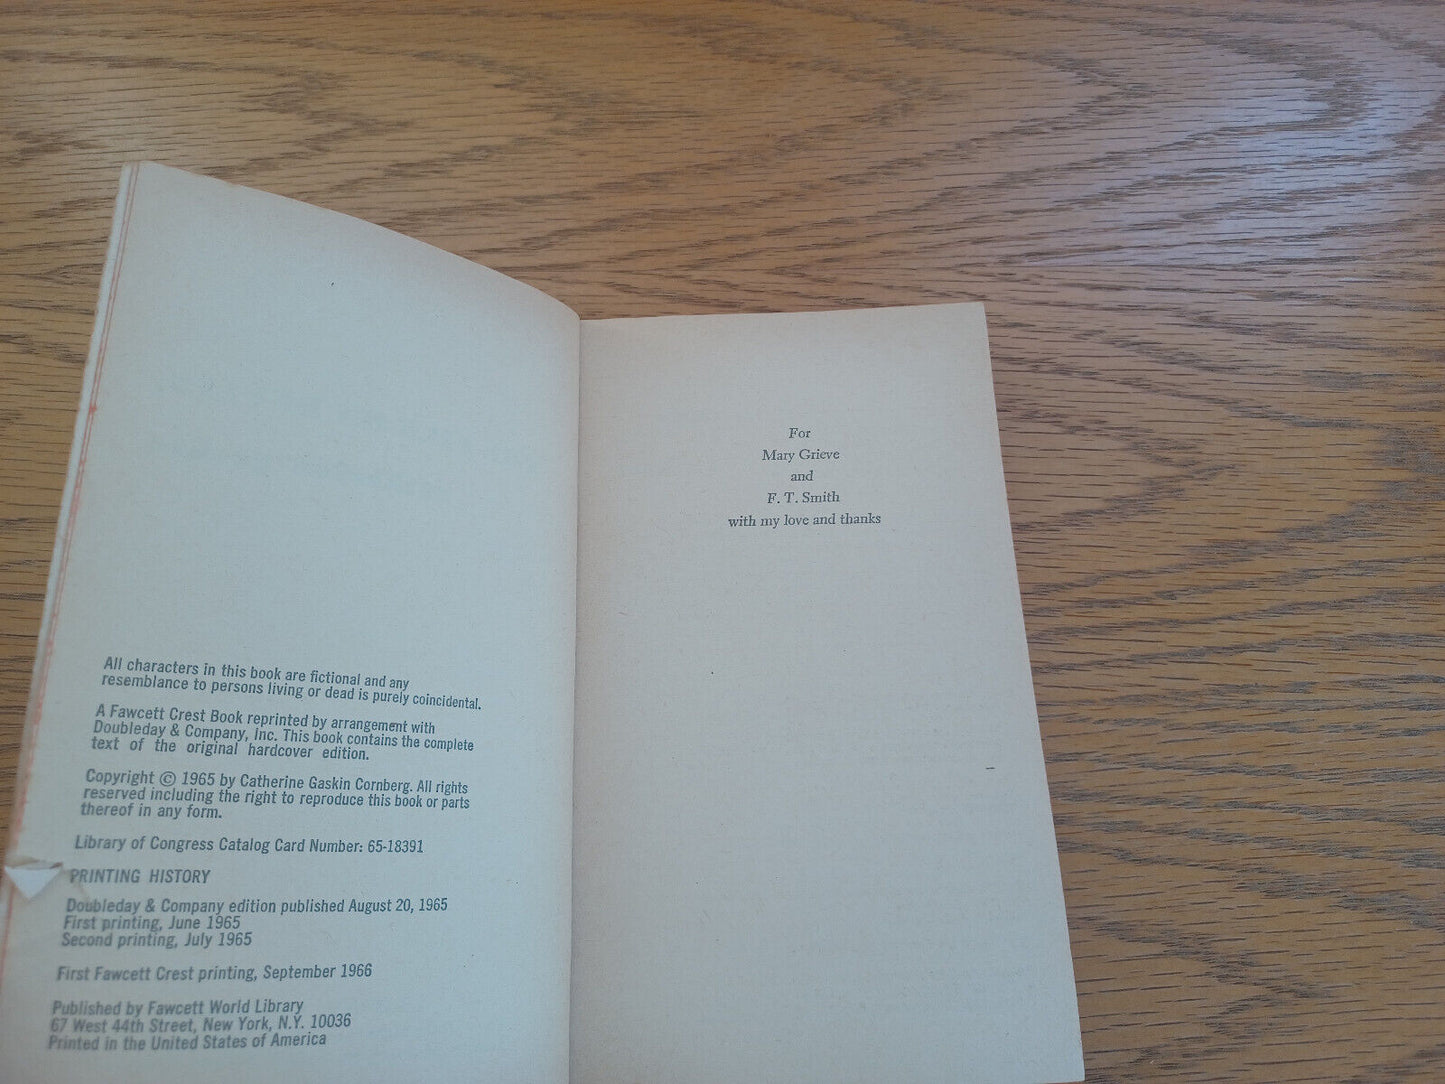 All characters in this book are fictional and any
resemblance to persons living or dead is purely coincidental.
A Fawcett Crest Book reprinted by arrangement with
Doubleday & Company, Inc. This book contains the complete
text of the original hardcover edition.
Copyright © 1965 by Catherine Gaskin Cornberg. All rights
reserved including the right to reproduce this book or parts
thereof in any form.
Library of Congress Catalog Card Number: 65-18391
PRINTING HISTORY
Doubleday & Company edition published August 20, 1965
First printing, June 1965
Second printing, July 1965
First Fawcett Crest printing, September 1966
Published by Fawcett World Library
67 West 44th Street, New York, N.Y. 10036
Printed in the United States of America
For
Mary Grieve
and
F. T. Smith
with my love and thanks